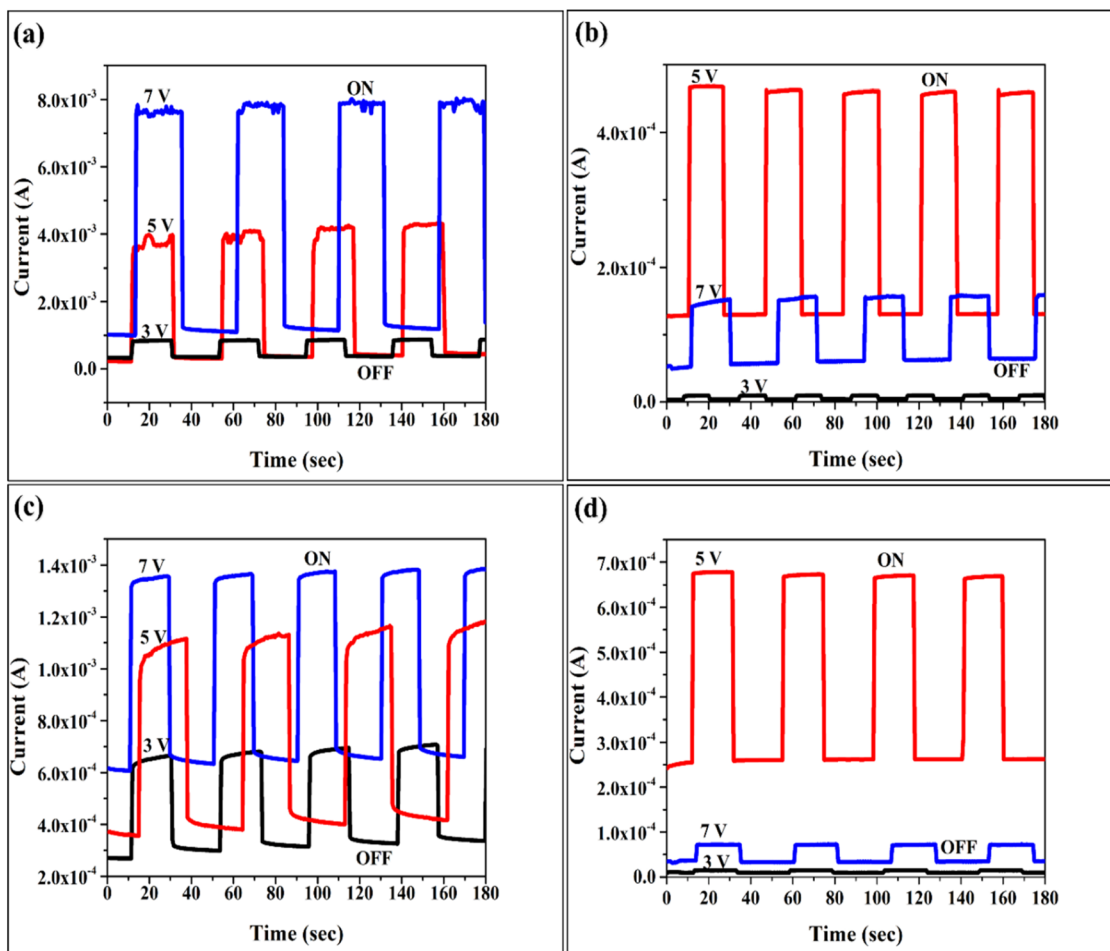 (a)
7 V
ON
5 V
3 V
OFF
8.0x10⁻³
6.0x10⁻³
4.0x10⁻³
2.0x10⁻³
0.0
Current (A)
0 20 40 60 80 100 120 140 160 180
Time (sec)
(b)
5 V
ON
7 V
OFF
3 V
4.0x10⁻⁴
2.0x10⁻⁴
0.0
Current (A)
0 20 40 60 80 100 120 140 160 180
Time (sec)
(c)
7 V
ON
5 V
3 V
OFF
1.4x10⁻³
1.2x10⁻³
1.0x10⁻³
8.0x10⁻⁴
6.0x10⁻⁴
4.0x10⁻⁴
2.0x10⁻⁴
Current (A)
0 20 40 60 80 100 120 140 160 180
Time (sec)
(d)
5 V
ON
7 V
OFF
3 V
7.0x10⁻⁴
6.0x10⁻⁴
5.0x10⁻⁴
4.0x10⁻⁴
3.0x10⁻⁴
2.0x10⁻⁴
1.0x10⁻⁴
0.0
Current (A)
0 20 40 60 80 100 120 140 160 180
Time (sec)